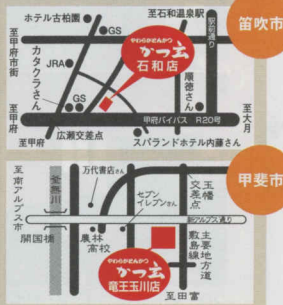 ホテル古柏園
至石和温泉駅
笛吹市
GS
駅前通り
至甲府市街
JRA
カタクラさん
やわらかとんかつ
かつ玄
石和店
順徳さん
GS
甲府バイパス R20号
至甲府
至甲府
広瀬交差点
スパランドホテル内藤さん
至大月
甲斐市
万代書店さん
至南アルプス市
釜無川
セブンイレブンさん
玉幡交差点
新アルプス通り
開国橋
農林高校
主要地方道
敷島線
やわらかとんかつ
かつ玄
竜王玉川店
至田富